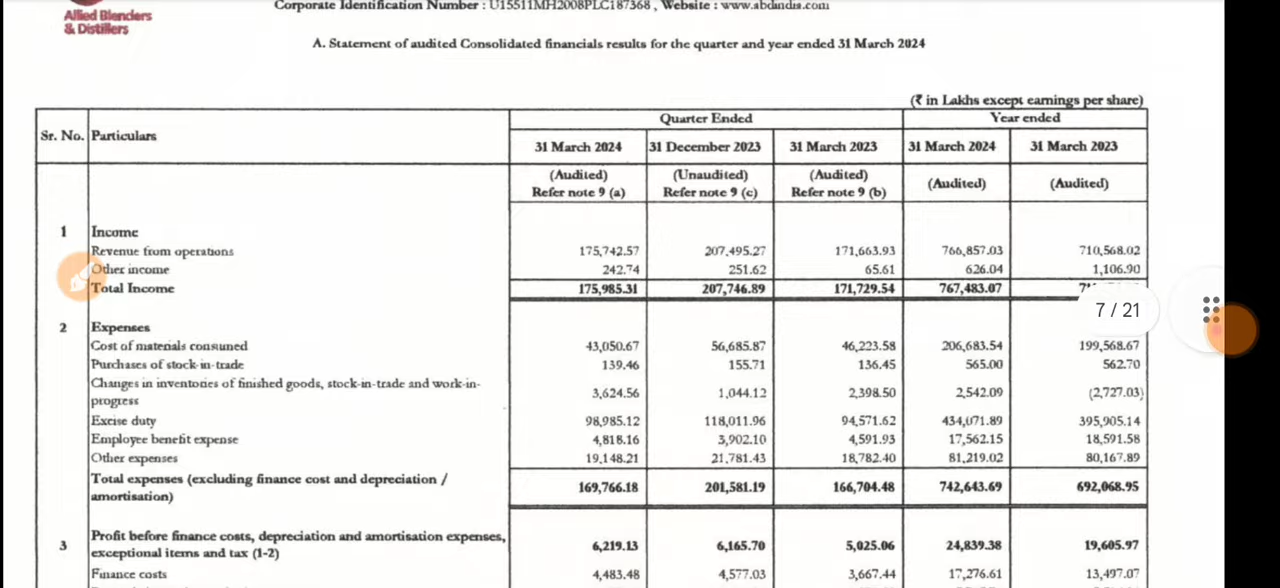 Allied Blenders
& Distillers
Corporate Identification Number : U15511MH2008PLC187368, Website : www.abdindia.com
A. Statement of audited Consolidated financials results for the quarter and year ended 31 March 2024
(₹ in Lakhs except earnings per share)
Sr. No. Particulars Quarter Ended Year ended
31 March 2024 31 December 2023 31 March 2023 31 March 2024 31 March 2023
(Audited) (Unaudited) (Audited) (Audited) (Audited)
Refer note 9 (a) Refer note 9 (c) Refer note 9 (b)
1 Income
Revenue from operations 175,742.57 207,495.27 171,663.93 766,857.03 710,568.02
Other income 242.74 251.62 65.61 626.04 1,106.90
Total Income 175,985.31 207,746.89 171,729.54 767,483.07
7 / 21
2 Expenses
Cost of materials consumed 43,050.67 56,685.87 46,223.58 206,683.54 199,568.67
Purchases of stock-in-trade 139.46 155.71 136.45 565.00 562.70
Changes in inventories of finished goods, stock-in-trade and work-in-
progress 3,624.56 1,044.12 2,398.50 2,542.09 (2,727.03)
Excise duty 98,985.12 118,011.96 94,571.62 434,071.89 395,905.14
Employee benefit expense 4,818.16 3,902.10 4,591.93 17,562.15 18,591.58
Other expenses 19,148.21 21,781.43 18,782.40 81,219.02 80,167.89
Total expenses (excluding finance cost and depreciation /
amortisation) 169,766.18 201,581.19 166,704.48 742,643.69 692,068.95
3 Profit before finance costs, depreciation and amortisation expenses,
exceptional items and tax (1-2) 6,219.13 6,165.70 5,025.06 24,839.38 19,605.97
Finance costs 4,483.48 4,577.03 3,667.44 17,276.61 13,497.07